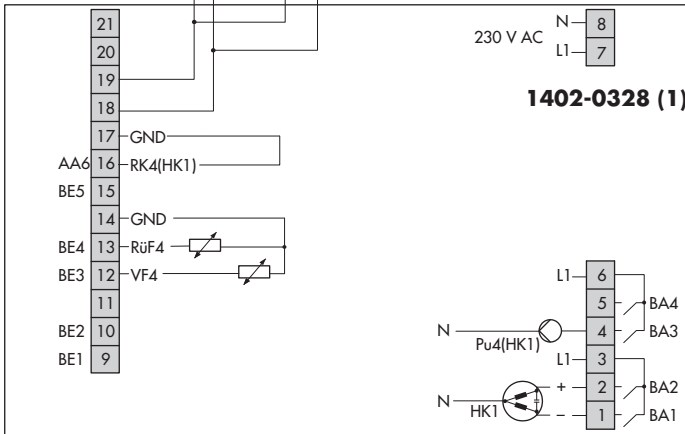 21
20
19
18
17 GND
AA6 16 RK4(HK1)
BE5 15
14 GND
BE4 13 RüF4
BE3 12 VF4
11
BE2 10
BE1 9
230 V AC
N 8
L1 7
1402-0328 (1)
L1 6
5 BA4
N Pu4(HK1) 4 BA3
L1 3
+ 2 BA2
N HK1 – 1 BA1